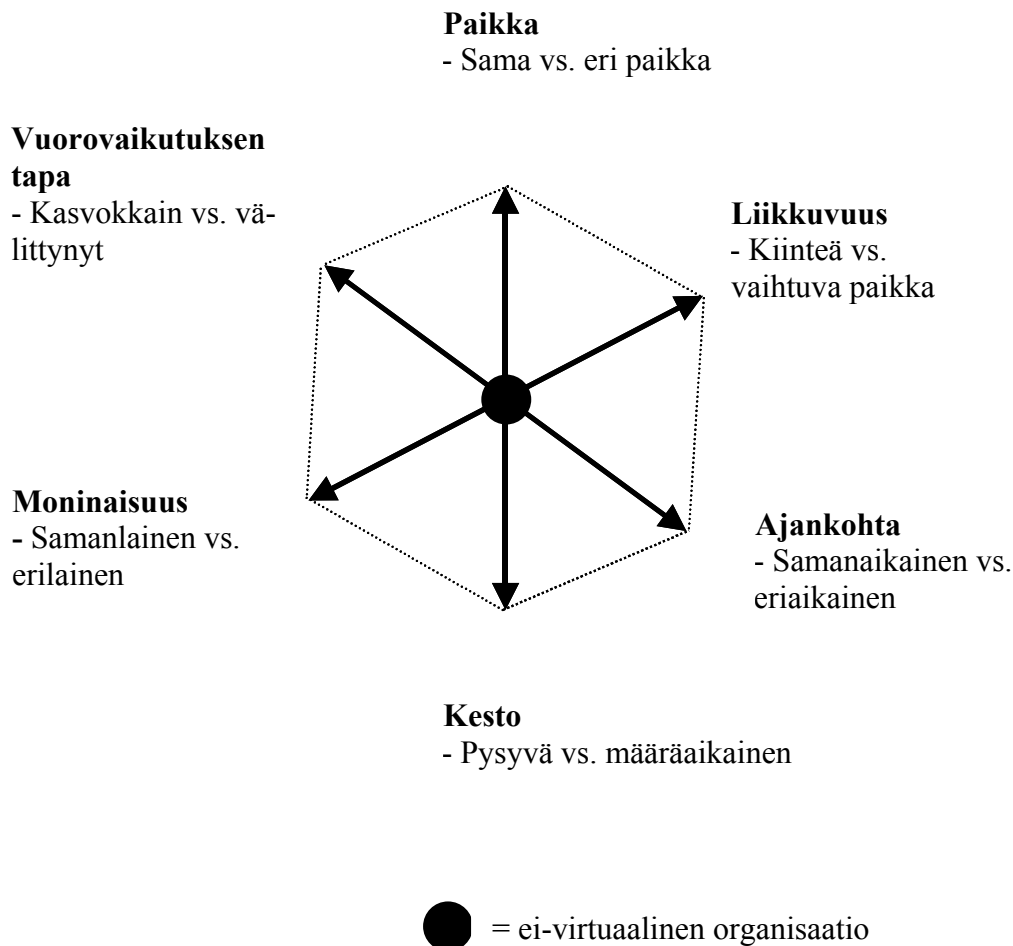 Paikka
- Sama vs. eri paikka
Vuorovaikutuksen
tapa
- Kasvokkain vs. vä-
littynyt
Liikkuvuus
- Kiinteä vs.
vaihtuva paikka
Moninaisuus
- Samanlainen vs.
erilainen
Ajankohta
- Samanaikainen vs.
eriaikainen
Kesto
- Pysyvä vs. määräaikainen
= ei-virtuaalinen organisaatio